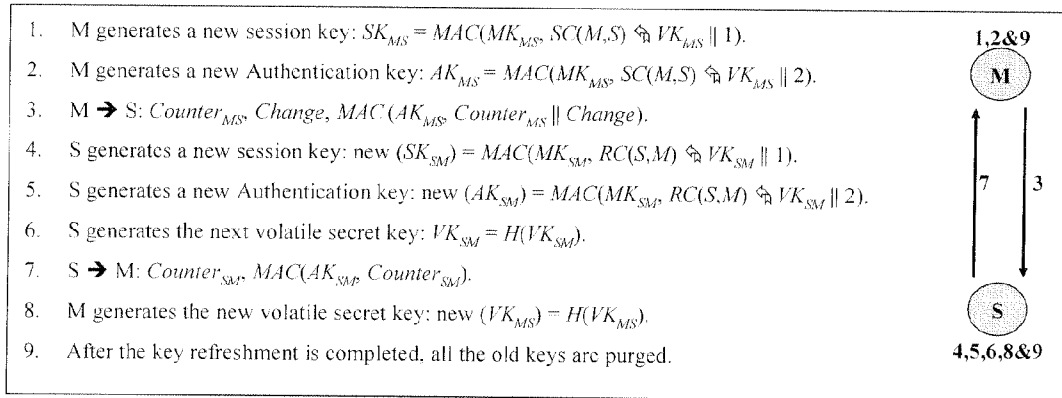 1. M generates a new session key: SK_MS = MAC(MK_MS, SC(M,S) ⇖ VK_MS || 1).
2. M generates a new Authentication key: AK_MS = MAC(MK_MS, SC(M,S) ⇖ VK_MS || 2).
3. M → S: Counter_MS, Change, MAC(AK_MS, Counter_MS || Change).
4. S generates a new session key: new (SK_SM) = MAC(MK_SM, RC(S,M) ⇖ VK_SM || 1).
5. S generates a new Authentication key: new (AK_SM) = MAC(MK_SM, RC(S,M) ⇖ VK_SM || 2).
6. S generates the next volatile secret key: VK_SM = H(VK_SM).
7. S → M: Counter_SM, MAC(AK_SM, Counter_SM).
8. M generates the new volatile secret key: new (VK_MS) = H(VK_MS).
9. After the key refreshment is completed, all the old keys are purged.
1,2&9
M
7
3
S
4,5,6,8&9